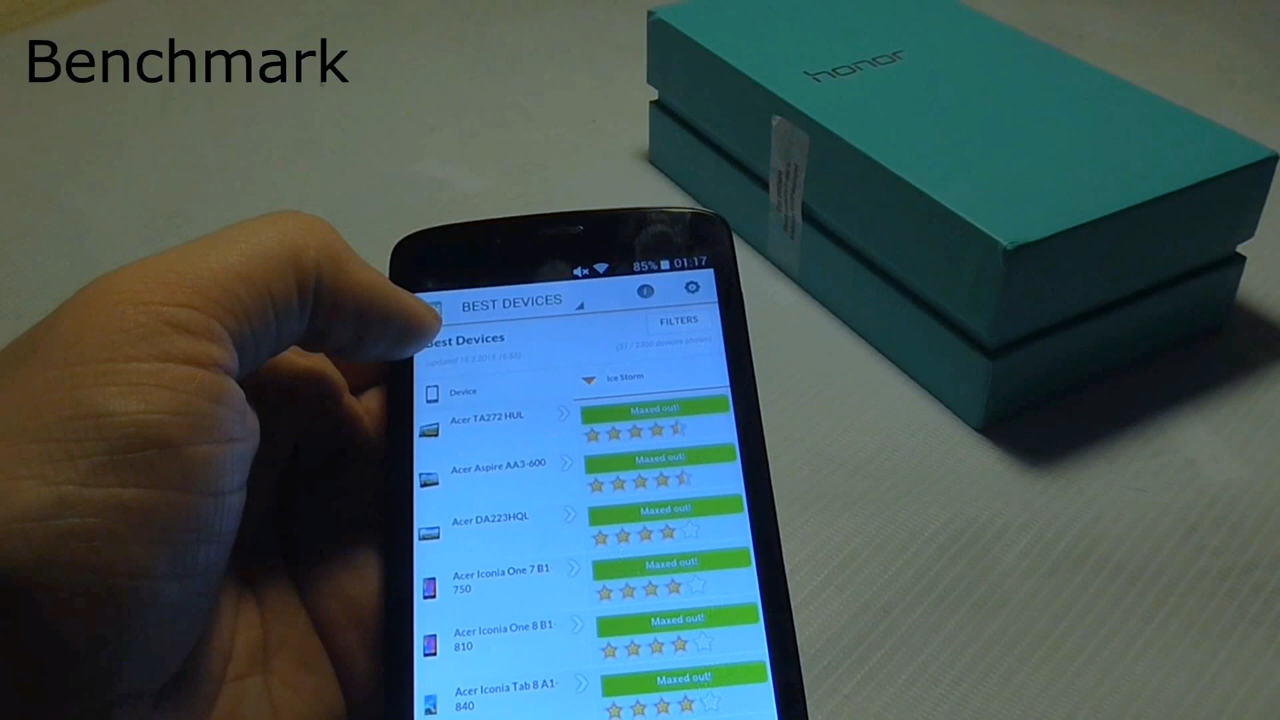 Benchmark
honor
85% 01:17
BEST DEVICES
Best Devices
FILTERS
Device
Ice Storm
Acer TA272 HUL
Maxed out!
Acer Aspire AA3-600
Maxed out!
Acer DA223HQL
Maxed out!
Acer Iconia One 7 B1-
750
Maxed out!
Acer Iconia One 8 B1-
810
Maxed out!
Acer Iconia Tab 8 A1-
840
Maxed out!